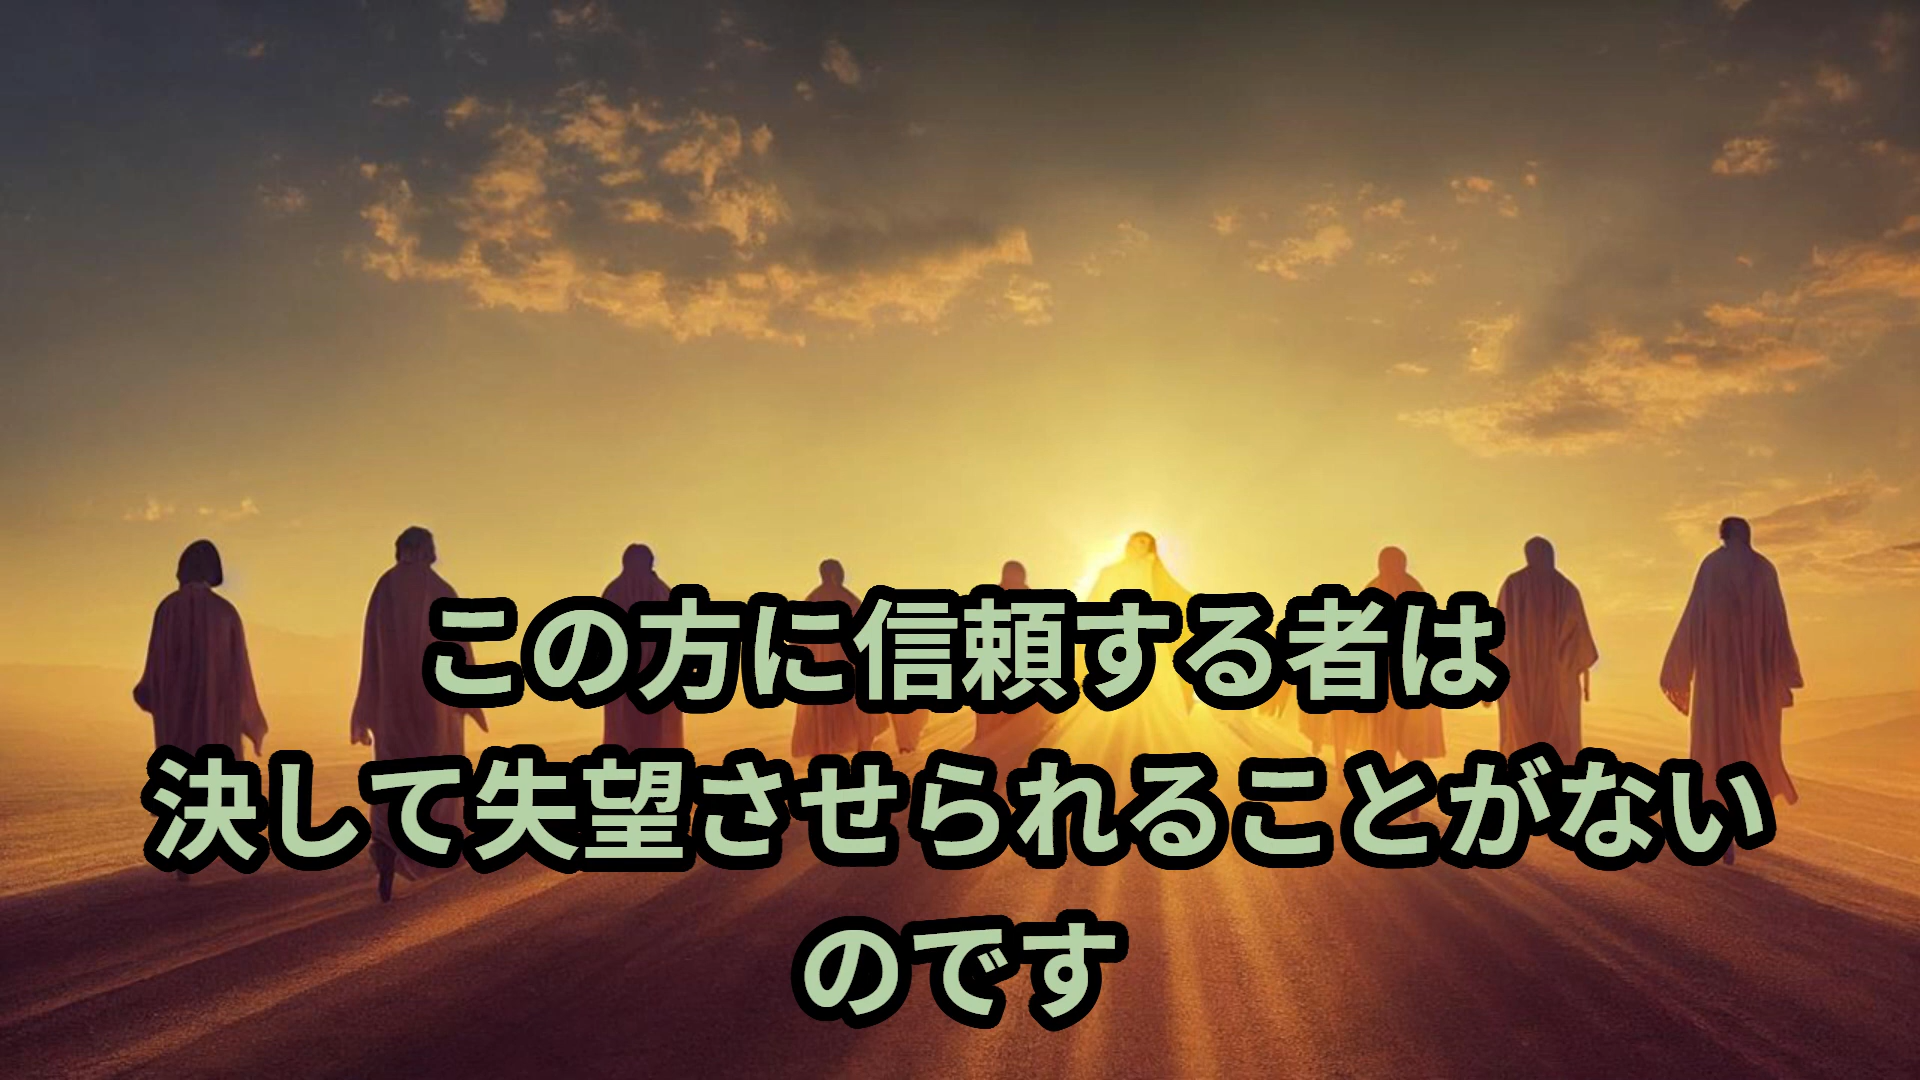 この方に信頼する者は
決して失望させられることがない
のです